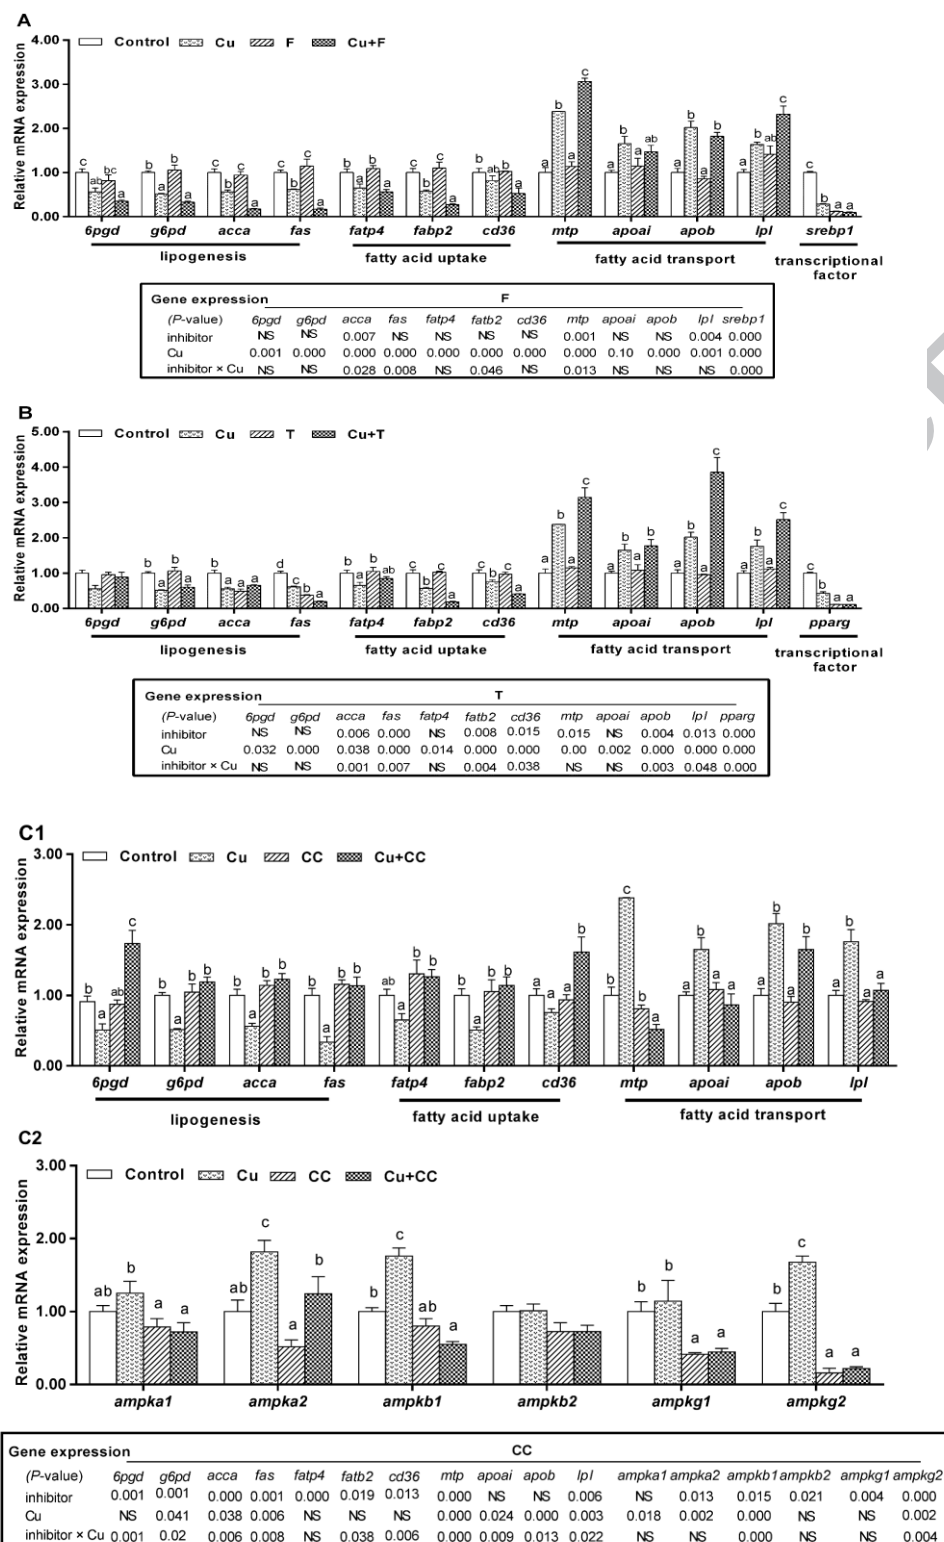 A
Control Cu F Cu+F
Relative mRNA expression
4.00
3.00
2.00
1.00
0.00
c ab bc a b a b a c b c a c b c a b a b a c b c a b ab b a a b a c a b a ab a b a b a b ab c c b a a
6pgd g6pd acca fas fatp4 fabp2 cd36 mtp apoai apob lpl srebp1
lipogenesis fatty acid uptake fatty acid transport transcriptional
factor
Gene expression F
(P-value) 6pgd g6pd acca fas fatp4 fatb2 cd36 mtp apoai apob lpl srebp1
inhibitor NS NS 0.007 NS NS NS NS 0.001 NS NS 0.004 0.000
Cu 0.001 0.000 0.000 0.000 0.000 0.000 0.000 0.000 0.10 0.000 0.001 0.000
inhibitor × Cu NS NS 0.028 0.008 NS 0.046 NS 0.013 NS NS NS 0.000
B
Control Cu T Cu+T
Relative mRNA expression
5.00
4.00
3.00
2.00
1.00
0.00
b a b a b a a a d c b a b a b ab c b c a c b c a a b a c a b a b a b a c a b a c c b a a
6pgd g6pd acca fas fatp4 fabp2 cd36 mtp apoai apob lpl pparg
lipogenesis fatty acid uptake fatty acid transport transcriptional
factor
Gene expression T
(P-value) 6pgd g6pd acca fas fatp4 fatb2 cd36 mtp apoai apob lpl pparg
inhibitor NS NS 0.006 0.000 NS 0.008 0.015 0.015 NS 0.004 0.013 0.000
Cu 0.032 0.000 0.038 0.000 0.014 0.000 0.000 0.00 0.002 0.000 0.000 0.000
inhibitor × Cu NS NS 0.001 0.007 NS 0.004 0.038 NS NS 0.003 0.048 0.000
C1
Control Cu CC Cu+CC
Relative mRNA expression
3.00
2.00
1.00
0.00
b a ab c b a b b b a b b b a b b ab a b b b a b b a a a b b c b a a b a a a b a b a b a a
6pgd g6pd acca fas fatp4 fabp2 cd36 mtp apoai apob lpl
lipogenesis fatty acid uptake fatty acid transport
C2
Control Cu CC Cu+CC
Relative mRNA expression
3.00
2.00
1.00
0.00
ab b a a ab c a b b c ab a b b a a b c a a
ampka1 ampka2 ampkb1 ampkb2 ampkg1 ampkg2
Gene expression CC
(P-value) 6pgd g6pd acca fas fatp4 fatb2 cd36 mtp apoai apob lpl ampka1 ampka2 ampkb1 ampkb2 ampkg1 ampkg2
inhibitor 0.001 0.001 0.000 0.001 0.000 0.019 0.013 0.000 NS NS 0.006 NS 0.013 0.015 0.021 0.004 0.000
Cu NS 0.041 0.038 0.006 NS NS NS 0.000 0.024 0.000 0.003 0.018 0.002 0.000 NS NS 0.002
inhibitor × Cu 0.001 0.02 0.006 0.008 NS 0.038 0.006 0.000 0.009 0.013 0.022 NS NS 0.000 NS NS 0.004